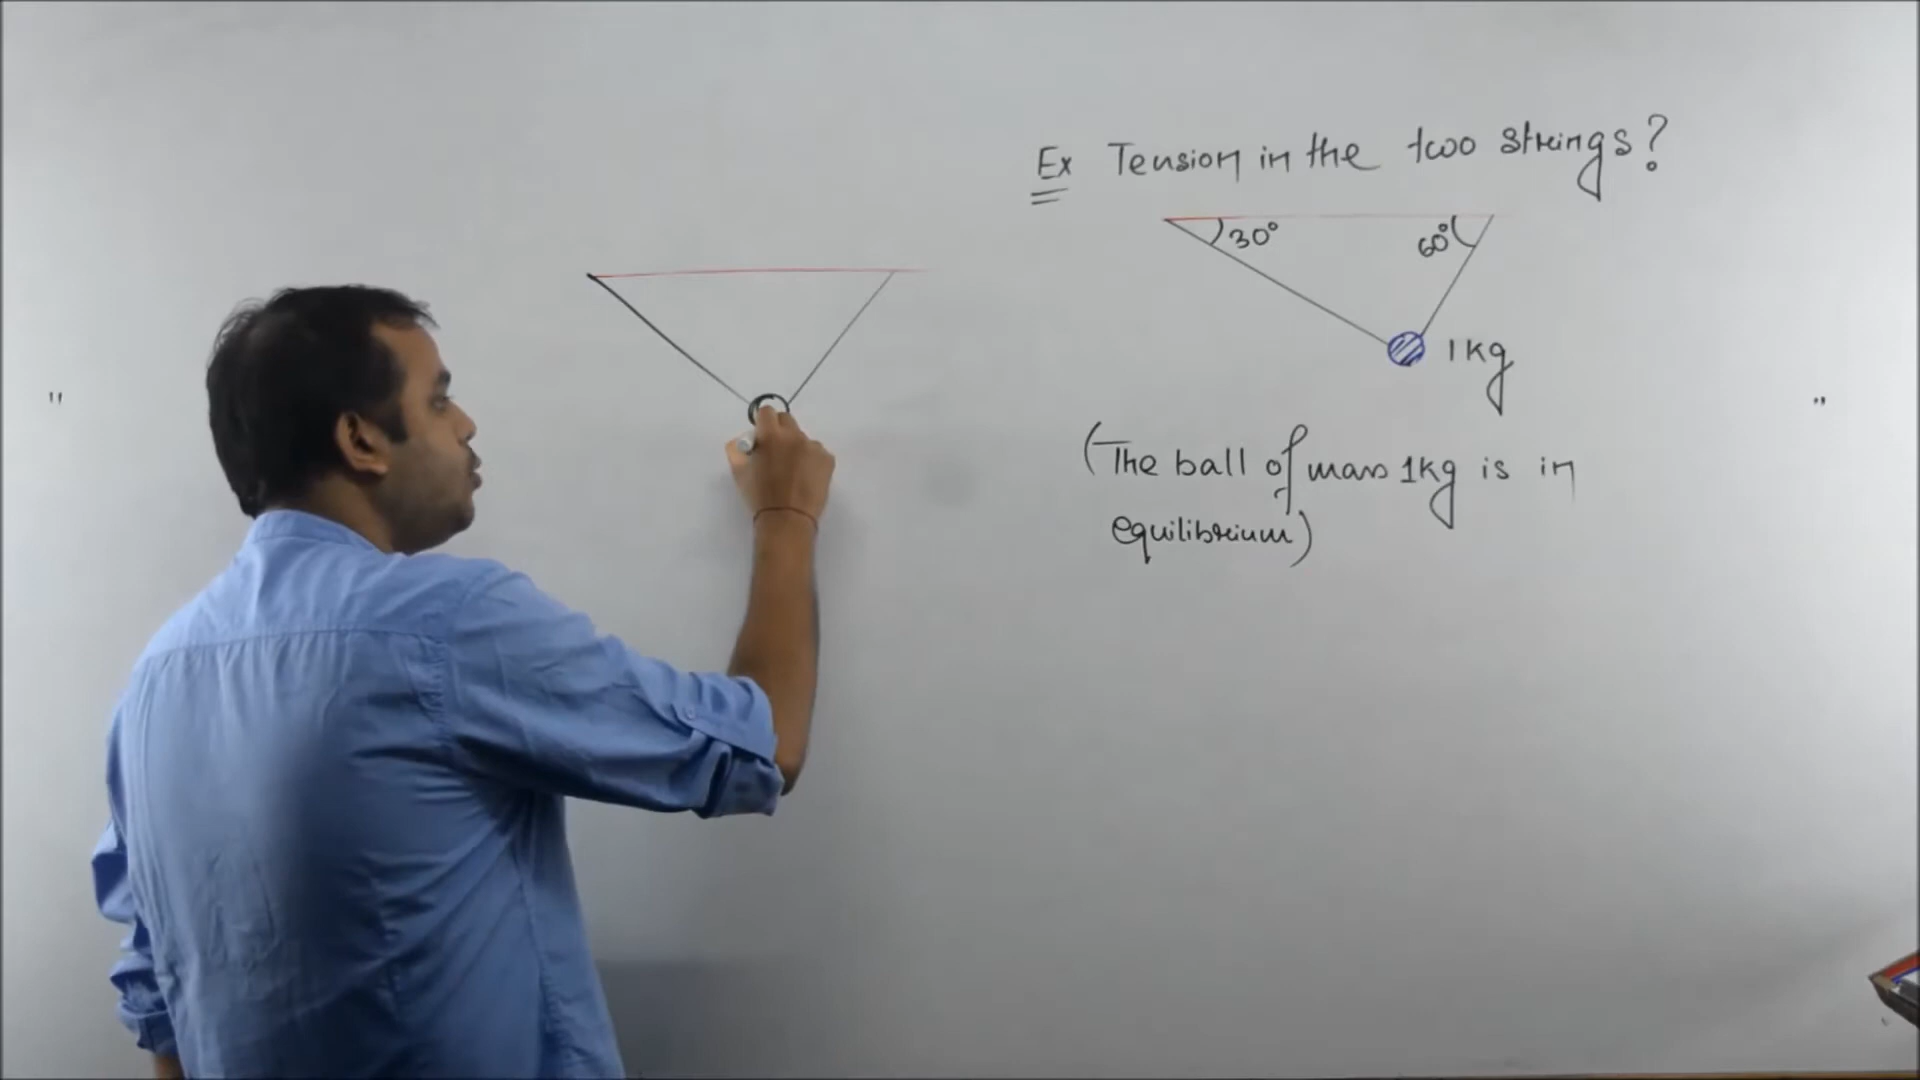 Ex Tension in the two strings?
30° 60°
1kg
(The ball of mass 1kg is in
equilibrium)